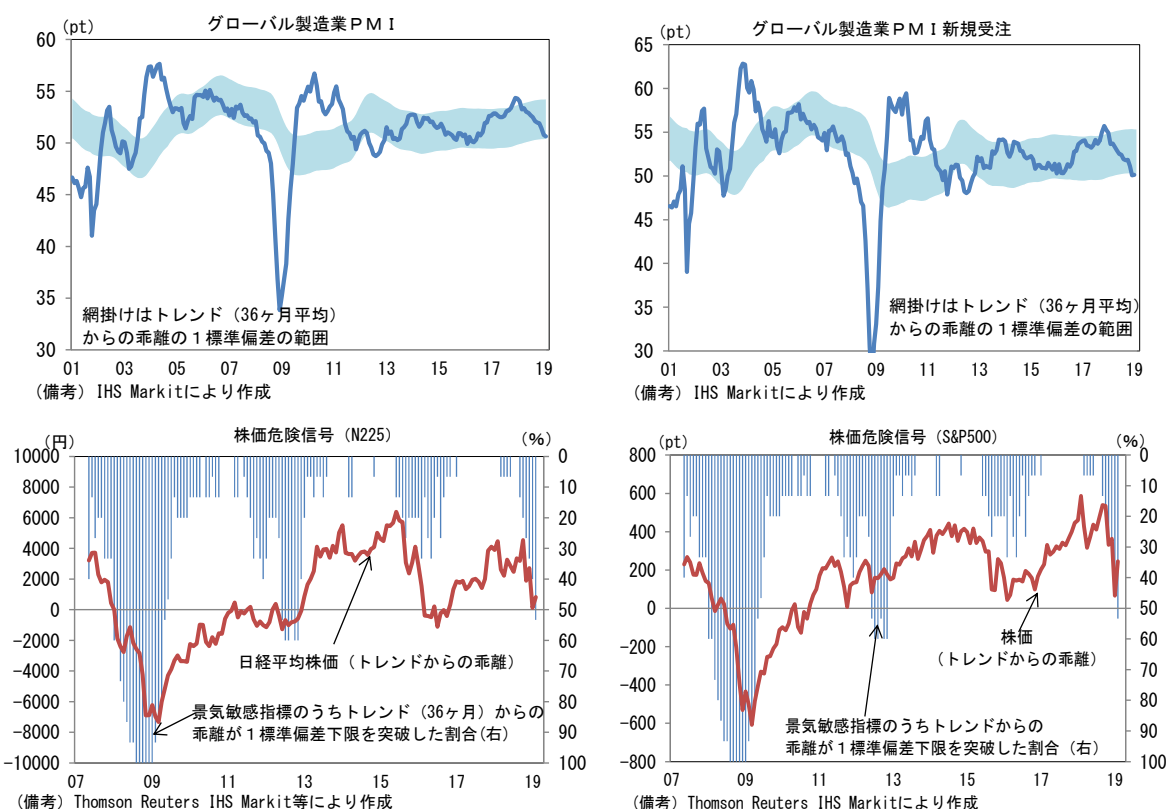 グローバル製造業ＰＭＩ
(pt)
60
55
50
45
40
35
30
網掛けはトレンド（36ヶ月平均）
からの乖離の１標準偏差の範囲
01 03 05 07 09 11 13 15 17 19
（備考）IHS Markitにより作成
グローバル製造業ＰＭＩ新規受注
(pt)
65
60
55
50
45
40
35
30
網掛けはトレンド（36ヶ月平均）
からの乖離の１標準偏差の範囲
01 03 05 07 09 11 13 15 17 19
（備考）IHS Markitにより作成
株価危険信号（N225）
(円)
(％)
10000
8000
6000
4000
2000
0
-2000
-4000
-6000
-8000
-10000
0
10
20
30
40
50
60
70
80
90
100
日経平均株価（トレンドからの乖離）
景気敏感指標のうちトレンド（36ヶ月）からの
乖離が１標準偏差下限を突破した割合(右)
07 09 11 13 15 17 19
（備考）Thomson Reuters IHS Markit等により作成
株価危険信号（S&P500）
(pt)
(％)
800
600
400
200
0
-200
-400
-600
-800
0
10
20
30
40
50
60
70
80
90
100
株価
（トレンドからの乖離）
景気敏感指標のうちトレンドからの
乖離が１標準偏差下限を突破した割合（右）
07 09 11 13 15 17 19
（備考）Thomson Reuters IHS Markitにより作成